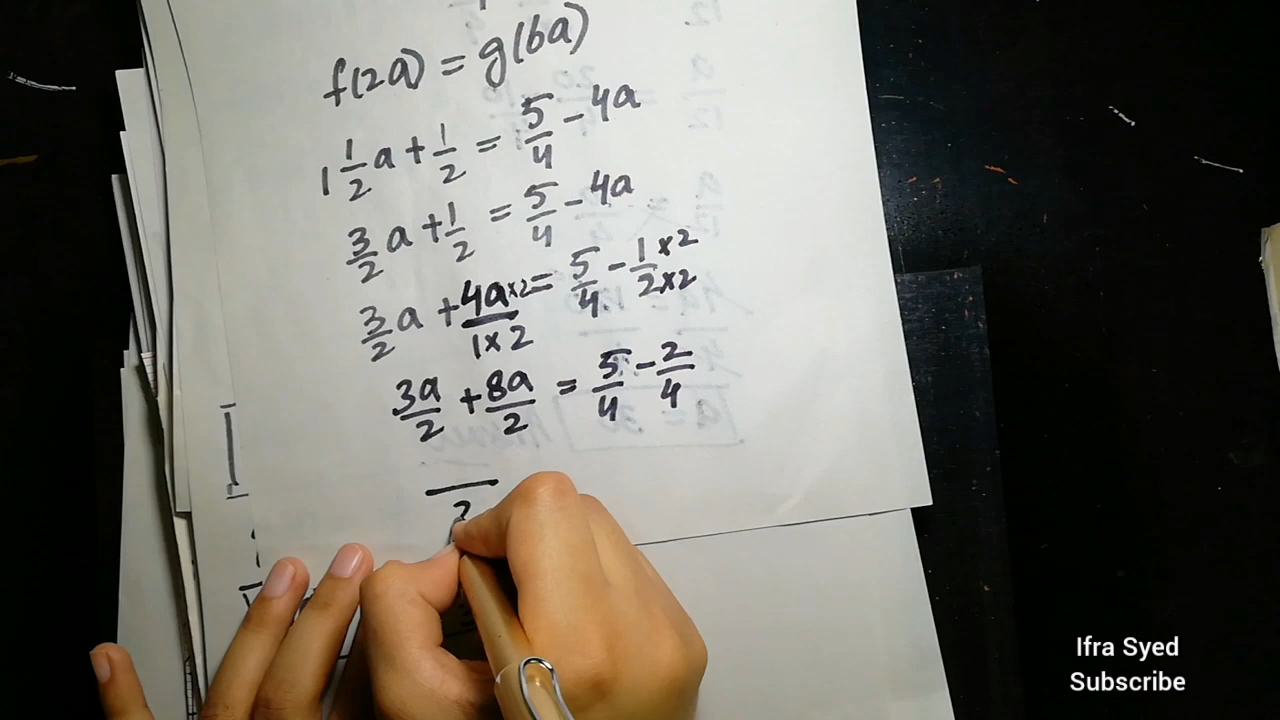 f(2a) = g(6a)
1 1/2 a + 1/2 = 5/4 - 4a
3/2 a + 1/2 = 5/4 - 4a
3/2 a + 4a×2/1×2 = 5/4 - 1×2/2×2
3a/2 + 8a/2 = 5/4 - 2/4
2
Ifra Syed
Subscribe